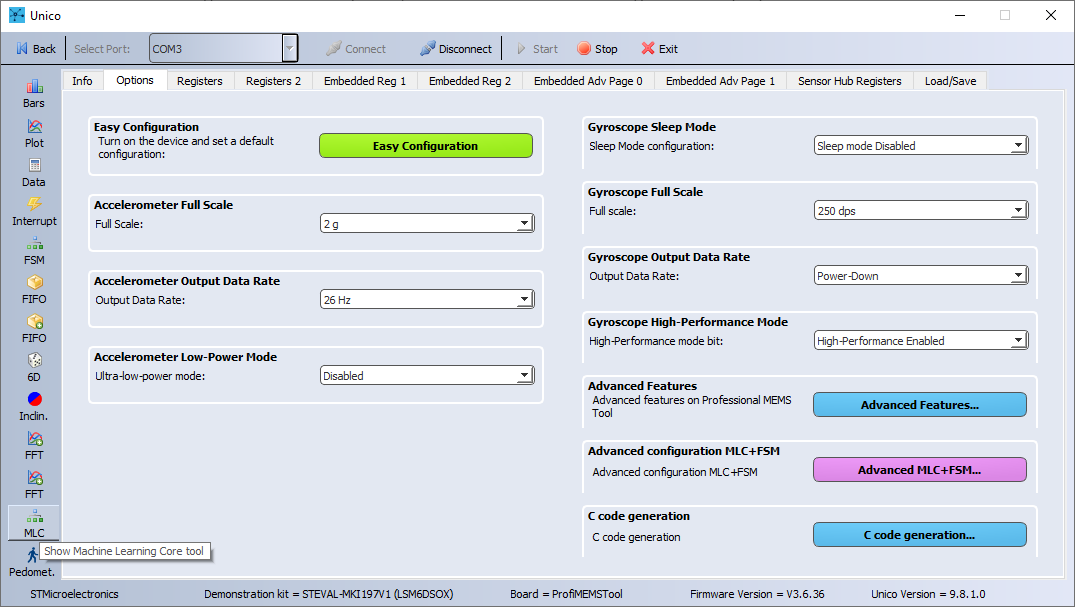 Unico
Back
Select Port:
COM3
Connect
Disconnect
Start
Stop
Exit
Bars
Plot
Data
Interrupt
FSM
FIFO
FIFO
6D
Inclin.
FFT
FFT
MLC
Pedomet.
Show Machine Learning Core tool
Info
Options
Registers
Registers 2
Embedded Reg 1
Embedded Reg 2
Embedded Adv Page 0
Embedded Adv Page 1
Sensor Hub Registers
Load/Save
Easy Configuration
Turn on the device and set a default
configuration:
Easy Configuration
Accelerometer Full Scale
Full Scale:
2 g
Accelerometer Output Data Rate
Output Data Rate:
26 Hz
Accelerometer Low-Power Mode
Ultra-low-power mode:
Disabled
Gyroscope Sleep Mode
Sleep Mode configuration:
Sleep mode Disabled
Gyroscope Full Scale
Full scale:
250 dps
Gyroscope Output Data Rate
Output Data Rate:
Power-Down
Gyroscope High-Performance Mode
High-Performance mode bit:
High-Performance Enabled
Advanced Features
Advanced features on Professional MEMS
Tool
Advanced Features...
Advanced configuration MLC+FSM
Advanced configuration MLC+FSM
Advanced MLC+FSM...
C code generation
C code generation
C code generation...
STMicroelectronics
Demonstration kit = STEVAL-MKI197V1 (LSM6DSOX)
Board = ProfiMEMSTool
Firmware Version = V3.6.36
Unico Version = 9.8.1.0